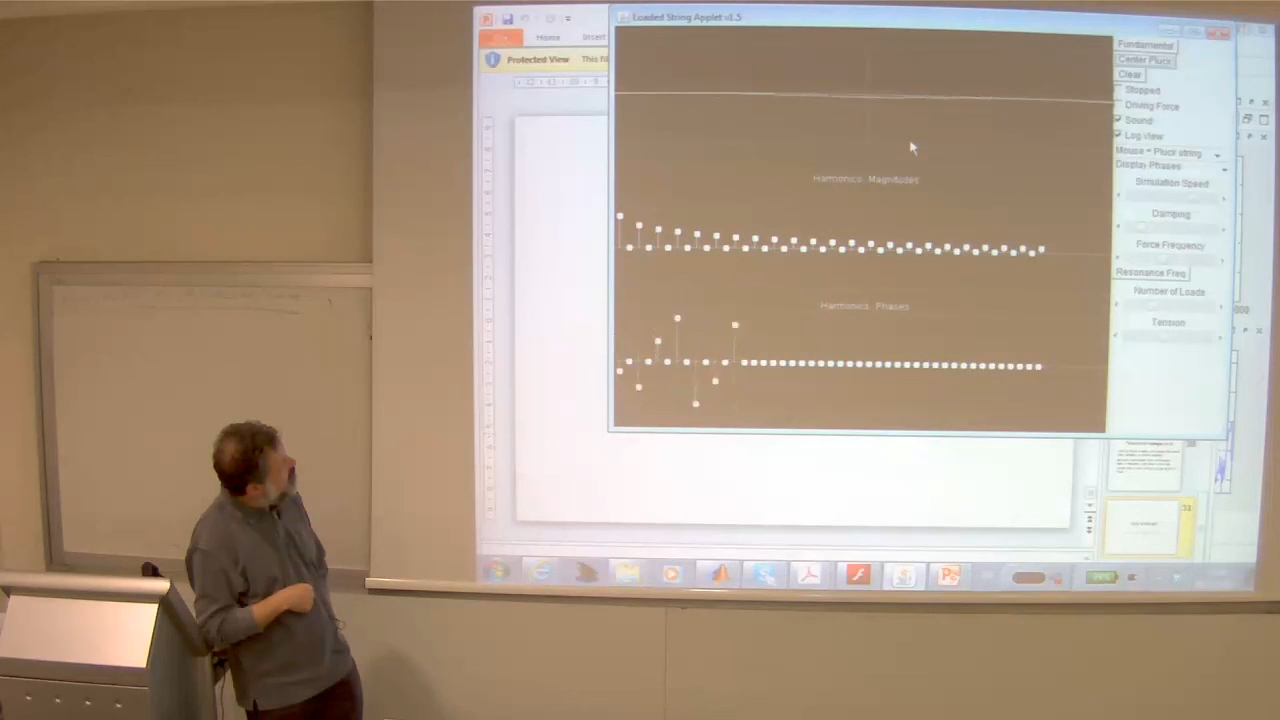 Loaded String Applet v1.5
Home
Insert
Protected View This fil
Fundamental
Center Pluck
Clear
Stopped
Driving Force
Sound
Log View
Mouse = Pluck string
Display Phases
Simulation Speed
Damping
Force Frequency
Resonance Freq
Number of Loads
Tension
Harmonics: Magnitudes
Harmonics: Phases